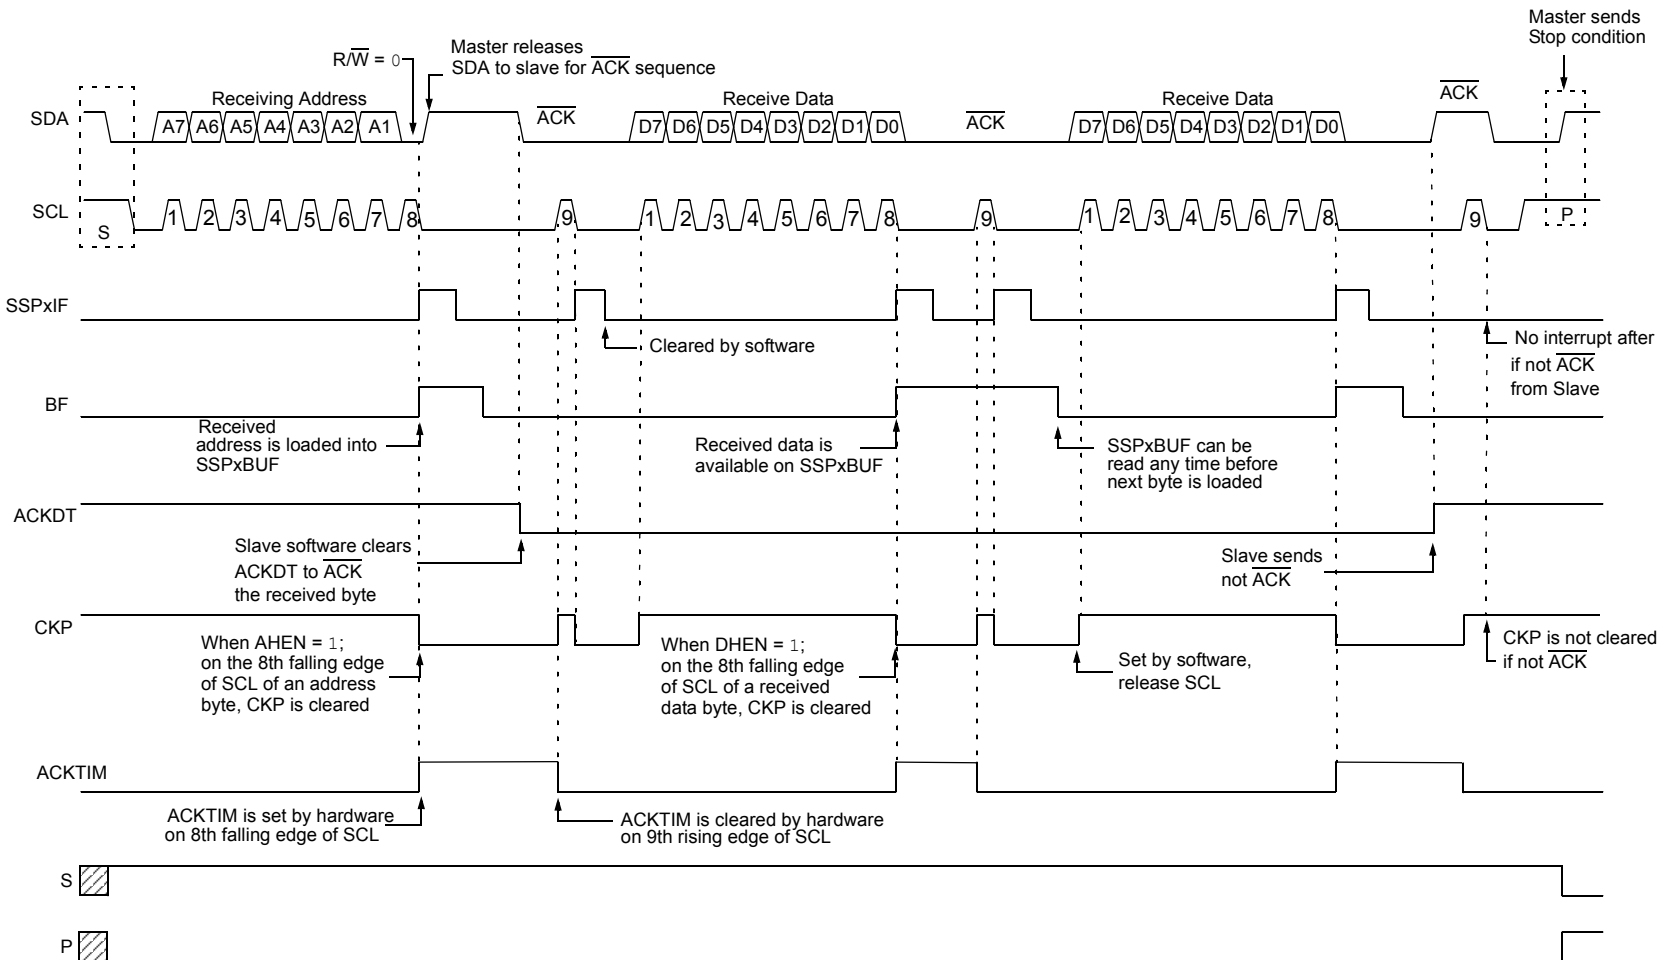 Master sends
Stop condition
R/W̅ = 0
Master releases
SDA to slave for A̅C̅K̅ sequence
SDA
Receiving Address
A7 A6 A5 A4 A3 A2 A1
A̅C̅K̅
Receive Data
D7 D6 D5 D4 D3 D2 D1 D0
A̅C̅K̅
Receive Data
D7 D6 D5 D4 D3 D2 D1 D0
A̅C̅K̅
SCL
S
1 2 3 4 5 6 7 8 9
1 2 3 4 5 6 7 8 9
1 2 3 4 5 6 7 8 9
P
SSPxIF
Cleared by software
No interrupt after
if not A̅C̅K̅
from Slave
BF
Received
address is loaded into
SSPxBUF
Received data is
available on SSPxBUF
SSPxBUF can be
read any time before
next byte is loaded
ACKDT
Slave software clears
ACKDT to A̅C̅K̅
the received byte
Slave sends
not A̅C̅K̅
CKP
When AHEN = 1;
on the 8th falling edge
of SCL of an address
byte, CKP is cleared
When DHEN = 1;
on the 8th falling edge
of SCL of a received
data byte, CKP is cleared
Set by software,
release SCL
CKP is not cleared
if not A̅C̅K̅
ACKTIM
ACKTIM is set by hardware
on 8th falling edge of SCL
ACKTIM is cleared by hardware
on 9th rising edge of SCL
S
P